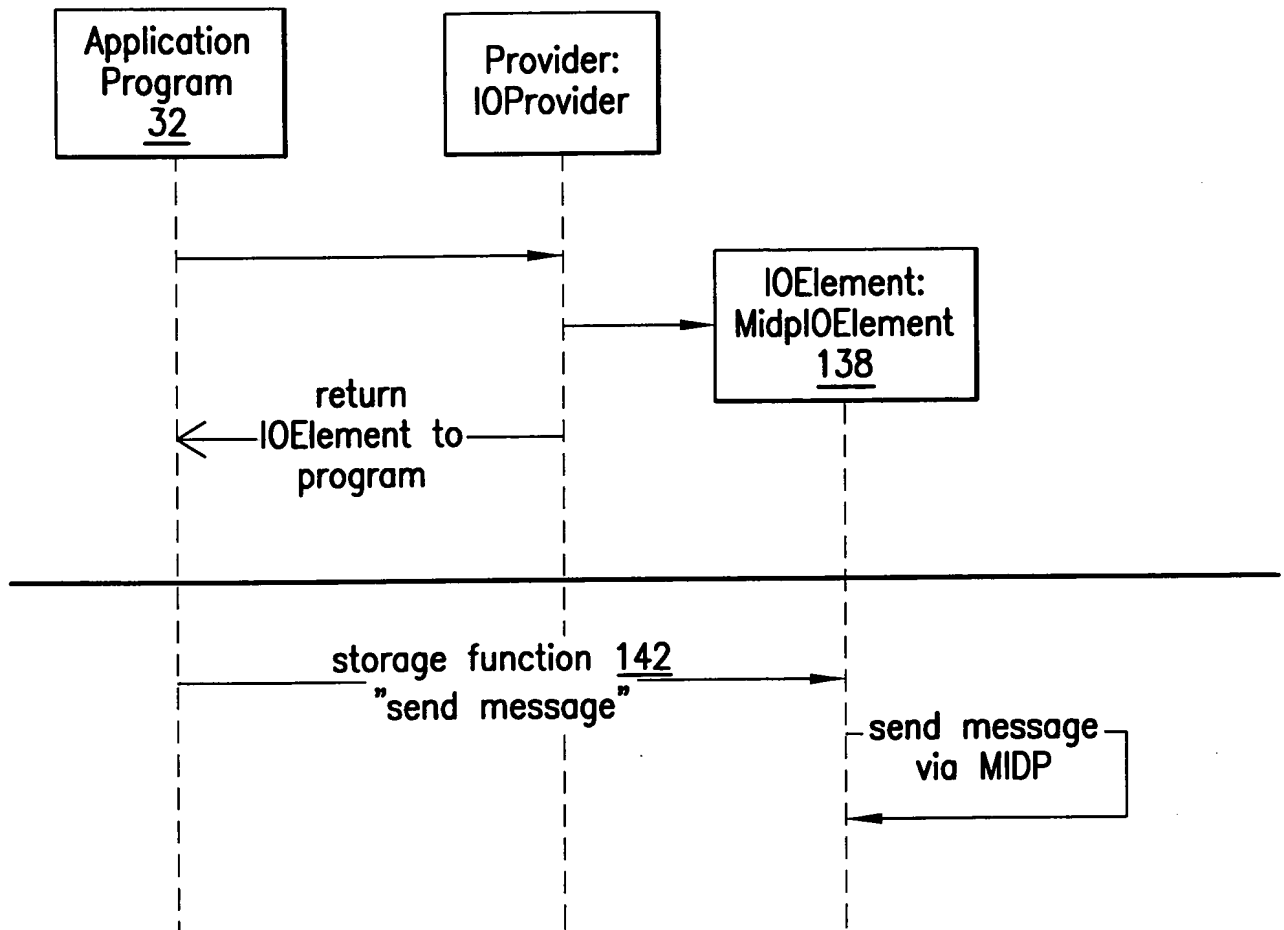 Application
Program
32
Provider:
IOProvider
IOElement:
MidpIOElement
138
return
IOElement to
program
storage function 142
"send message"
send message
via MIDP